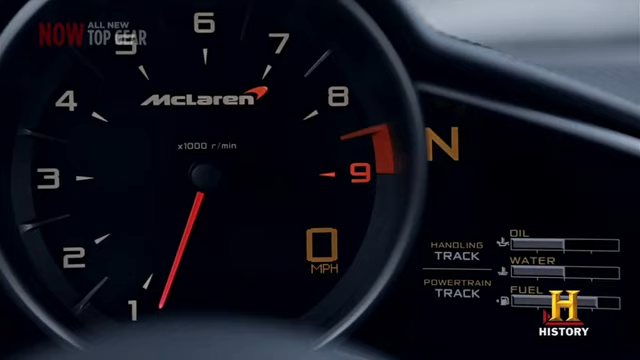 NOW ALL NEW
TOP GEAR
1
2
3
4
5
6
7
8
9
McLaren
x1000 r/min
0
MPH
N
HANDLING
TRACK
POWERTRAIN
TRACK
OIL
WATER
FUEL
H
HISTORY